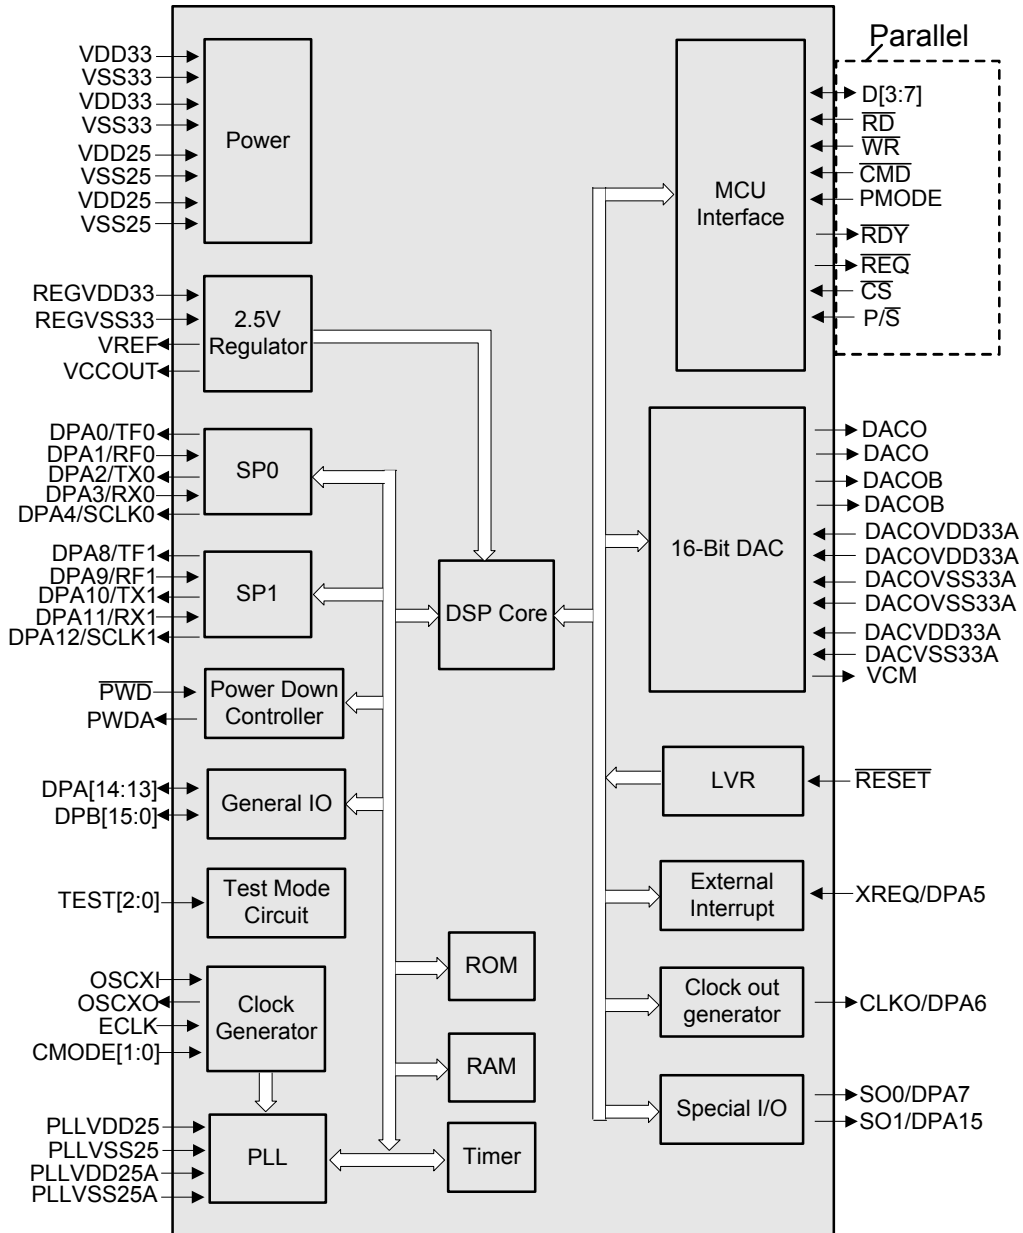 Parallel
VDD33
VSS33
VDD33
VSS33
VDD25
VSS25
VDD25
VSS25
Power
REGVDD33
REGVSS33
VREF
VCCOUT
2.5V
Regulator
DPA0/TF0
DPA1/RF0
DPA2/TX0
DPA3/RX0
DPA4/SCLK0
SP0
DPA8/TF1
DPA9/RF1
DPA10/TX1
DPA11/RX1
DPA12/SCLK1
SP1
PWD
PWDA
Power Down
Controller
DPA[14:13]
DPB[15:0]
General IO
TEST[2:0]
Test Mode
Circuit
OSCXI
OSCXO
ECLK
CMODE[1:0]
Clock
Generator
PLLVDD25
PLLVSS25
PLLVDD25A
PLLVSS25A
PLL
DSP Core
ROM
RAM
Timer
MCU
Interface
D[3:7]
RD
WR
CMD
PMODE
RDY
REQ
CS
P/S
16-Bit DAC
DACO
DACO
DACOB
DACOB
DACOVDD33A
DACOVDD33A
DACOVSS33A
DACOVSS33A
DACVDD33A
DACVSS33A
VCM
LVR
RESET
External
Interrupt
XREQ/DPA5
Clock out
generator
CLKO/DPA6
Special I/O
SO0/DPA7
SO1/DPA15